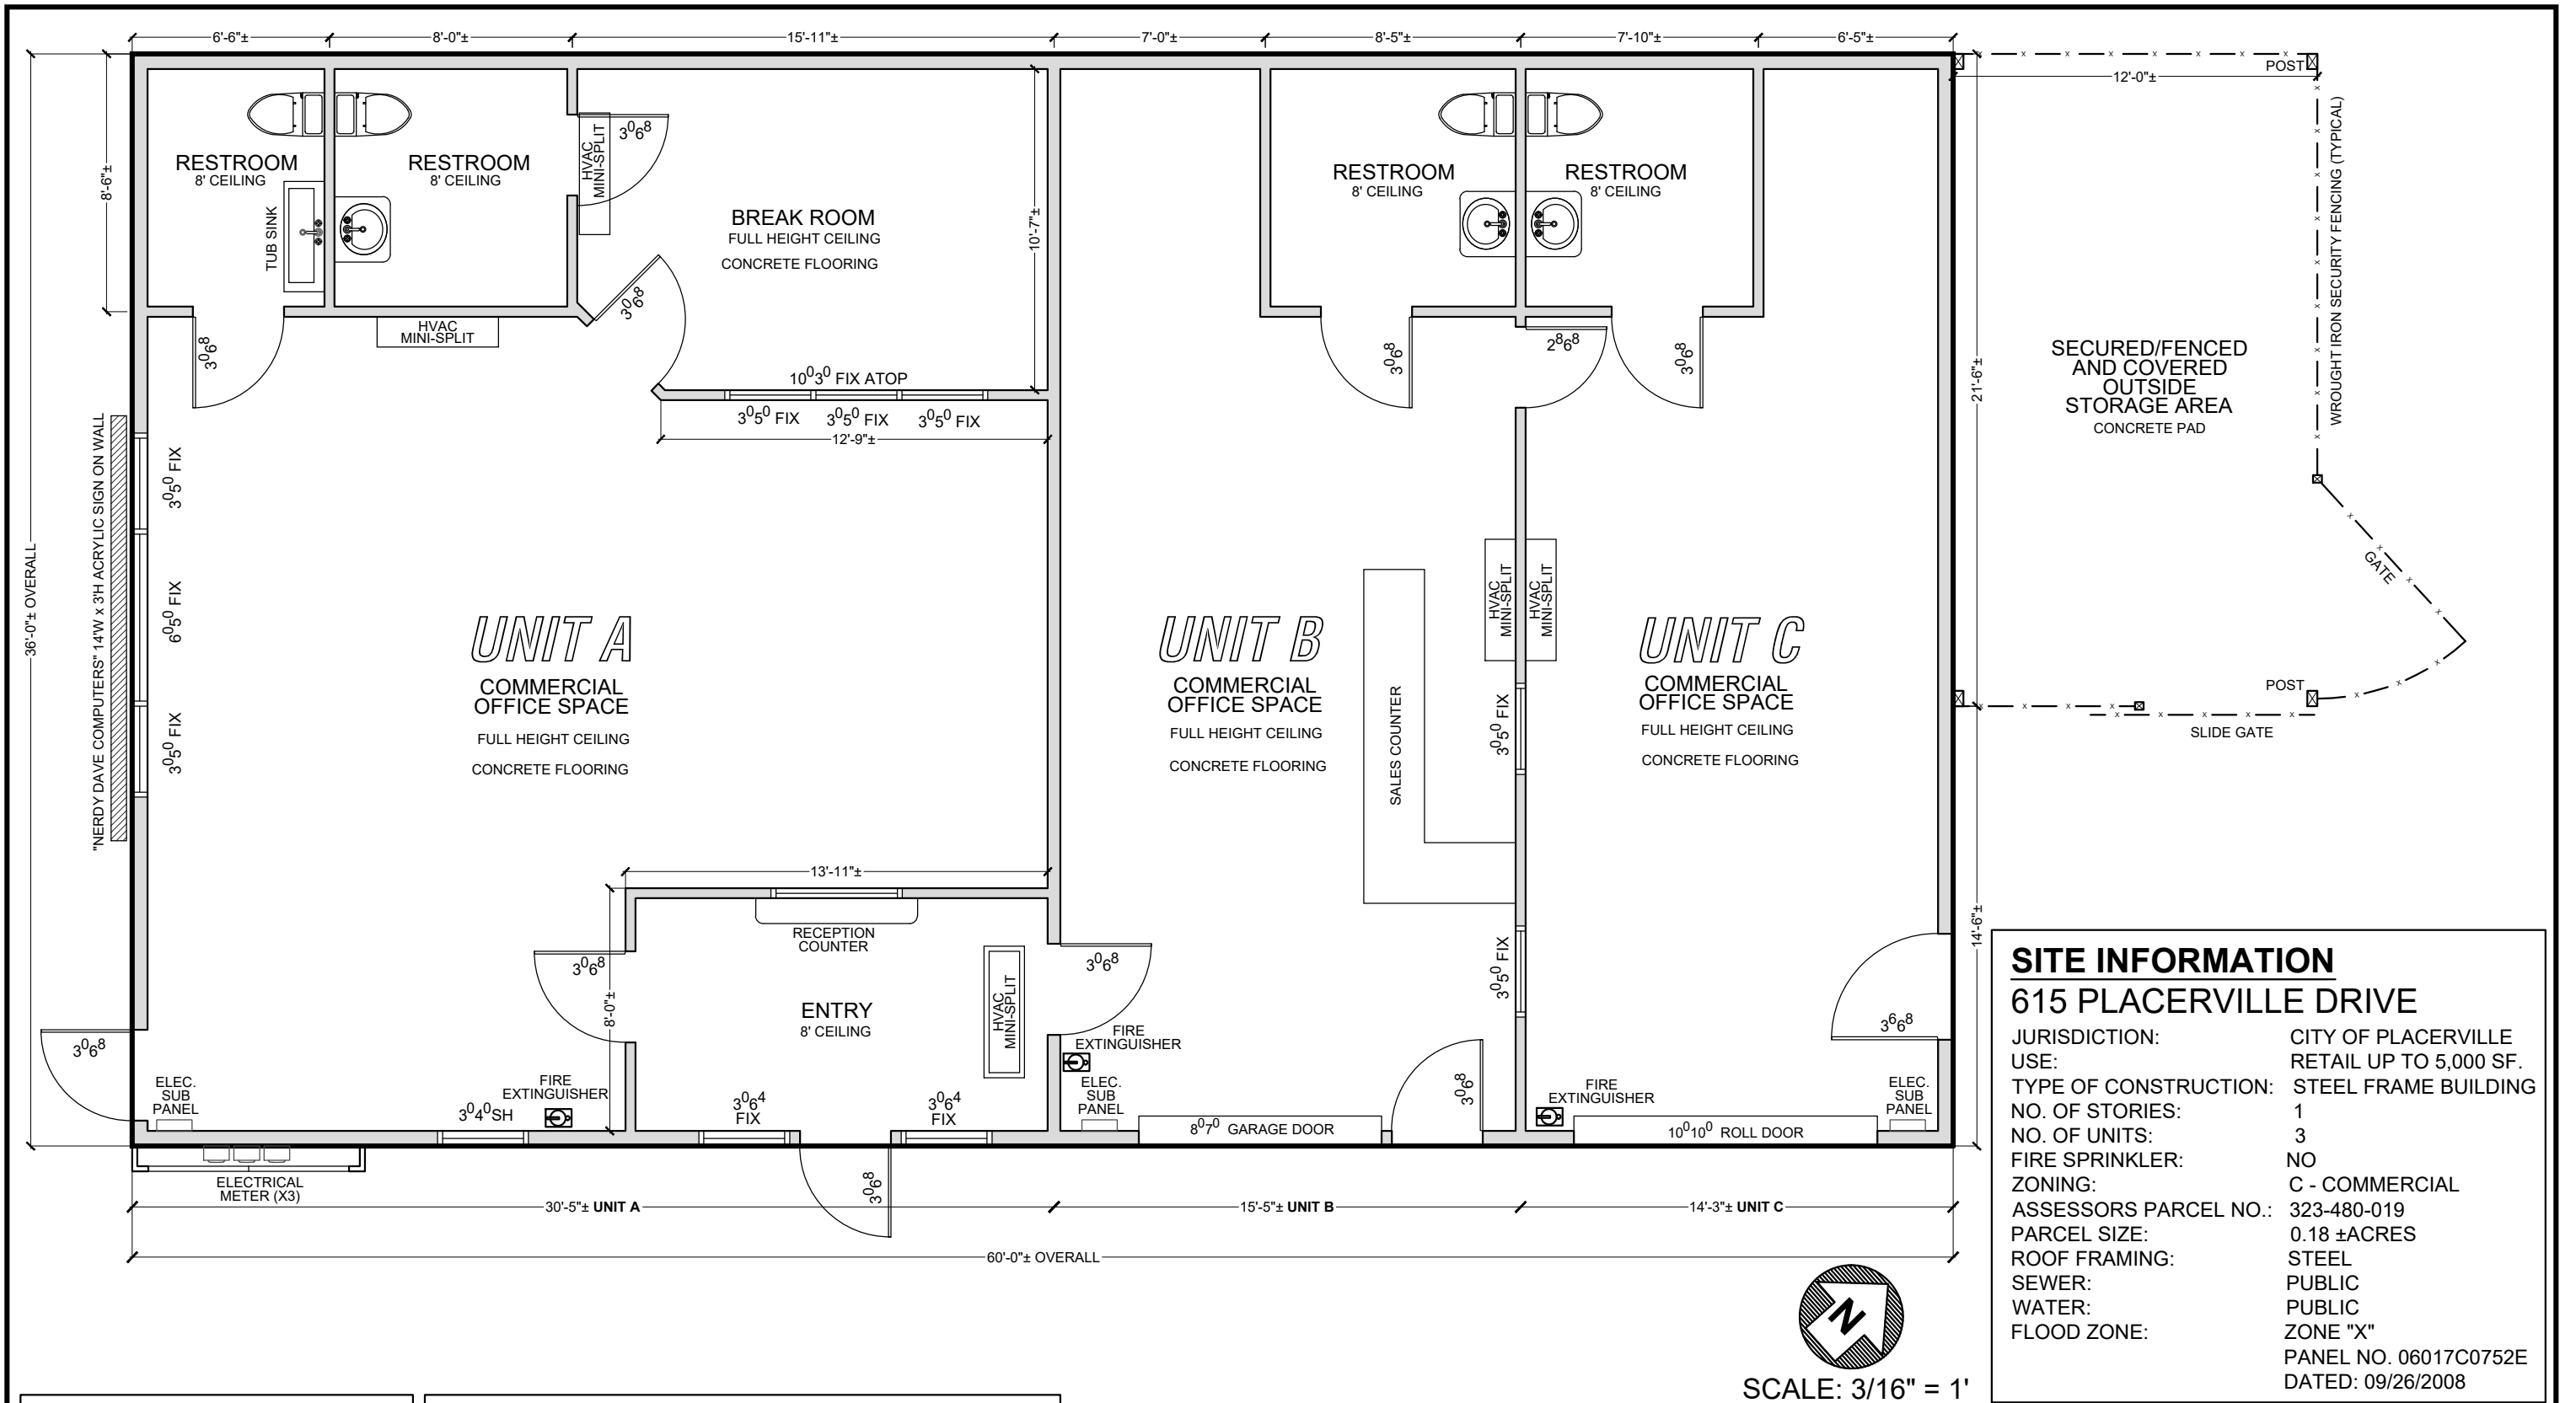 6'-6"±
8'-0"±
15'-11"±
7'-0"±
8'-5"±
7'-10"±
6'-5"±
POST
12'-0"±
8'-6"±
RESTROOM
8' CEILING
TUB SINK
RESTROOM
8' CEILING
HVAC
MINI-SPLIT
3⁰6⁸
BREAK ROOM
FULL HEIGHT CEILING
CONCRETE FLOORING
10'-7"±
RESTROOM
8' CEILING
RESTROOM
8' CEILING
WROUGHT IRON SECURITY FENCING (TYPICAL)
3⁰6⁸
HVAC
MINI-SPLIT
3⁰6⁸
10⁰3⁰ FIX ATOP
3⁰5⁰ FIX
3⁰5⁰ FIX
3⁰5⁰ FIX
12'-9"±
3⁰6⁸
2⁸6⁸
3⁰6⁸
21'-6"±
SECURED/FENCED
AND COVERED
OUTSIDE
STORAGE AREA
CONCRETE PAD
GATE
POST
SLIDE GATE
36'-0"± OVERALL
"NERDY DAVE COMPUTERS" 14'W x 3'H ACRYLIC SIGN ON WALL
3⁰5⁰ FIX
6⁰5⁰ FIX
3⁰5⁰ FIX
UNIT A
COMMERCIAL
OFFICE SPACE
FULL HEIGHT CEILING
CONCRETE FLOORING
UNIT B
COMMERCIAL
OFFICE SPACE
FULL HEIGHT CEILING
CONCRETE FLOORING
SALES COUNTER
HVAC
MINI-SPLIT
HVAC
MINI-SPLIT
3⁰5⁰ FIX
UNIT C
COMMERCIAL
OFFICE SPACE
FULL HEIGHT CEILING
CONCRETE FLOORING
13'-11"±
RECEPTION
COUNTER
3⁰6⁸
8'-0"±
ENTRY
8' CEILING
HVAC
MINI-SPLIT
3⁰6⁸
3⁰5⁰ FIX
14'-6"±
3⁶6⁸
3⁰6⁸
ELEC.
SUB
PANEL
3⁰4⁰SH
FIRE
EXTINGUISHER
3⁰6⁴
FIX
3⁰6⁴
FIX
FIRE
EXTINGUISHER
ELEC.
SUB
PANEL
8⁰7⁰ GARAGE DOOR
3⁰6⁸
FIRE
EXTINGUISHER
10⁰10⁰ ROLL DOOR
ELEC.
SUB
PANEL
ELECTRICAL
METER (X3)
3⁰6⁸
30'-5"± UNIT A
15'-5"± UNIT B
14'-3"± UNIT C
60'-0"± OVERALL
N
SCALE: 3/16" = 1'
SITE INFORMATION
615 PLACERVILLE DRIVE
JURISDICTION: CITY OF PLACERVILLE
USE: RETAIL UP TO 5,000 SF.
TYPE OF CONSTRUCTION: STEEL FRAME BUILDING
NO. OF STORIES: 1
NO. OF UNITS: 3
FIRE SPRINKLER: NO
ZONING: C - COMMERCIAL
ASSESSORS PARCEL NO.: 323-480-019
PARCEL SIZE: 0.18 ±ACRES
ROOF FRAMING: STEEL
SEWER: PUBLIC
WATER: PUBLIC
FLOOD ZONE: ZONE "X"
PANEL NO. 06017C0752E
DATED: 09/26/2008